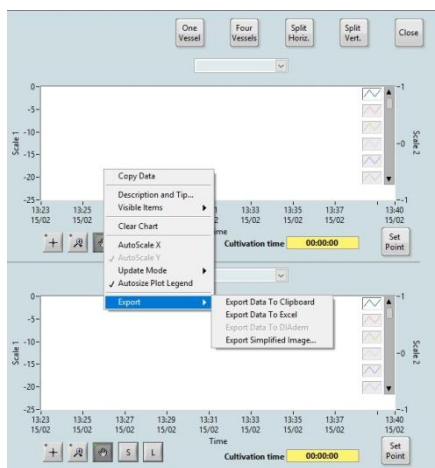 One Vessel
Four Vessels
Split Horiz.
Split Vert.
Close
0
-5
-10
-15
-20
-25
Scale 1
1
0
-1
Scale 2
13:23 15/02
13:25 15/02
13:33 15/02
13:35 15/02
13:37 15/02
13:40 15/02
me
Cultivation time 00:00:00
Set Point
Copy Data
Description and Tip...
Visible Items
Clear Chart
AutoScale X
AutoScale Y
Update Mode
Autosize Plot Legend
Export
Export Data To Clipboard
Export Data To Excel
Export Data To DIAdem
Export Simplified Image...
0
-5
-10
-15
-20
-25
Scale 1
1
0
-1
Scale 2
13:23 15/02
13:25 15/02
13:27 15/02
13:29 15/02
13:31 15/02
13:33 15/02
13:35 15/02
13:37 15/02
13:40 15/02
Time
S
L
Cultivation time 00:00:00
Set Point